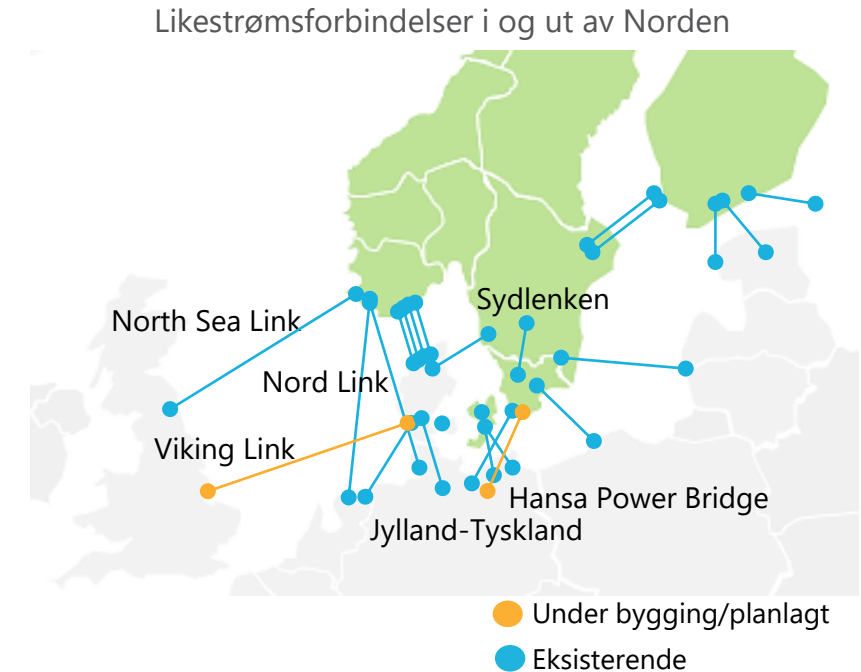 Likestrømsforbindelser i og ut av Norden
Sydlenken
North Sea Link
Nord Link
Viking Link
Hansa Power Bridge
Jylland-Tyskland
Under bygging/planlagt
Eksisterende